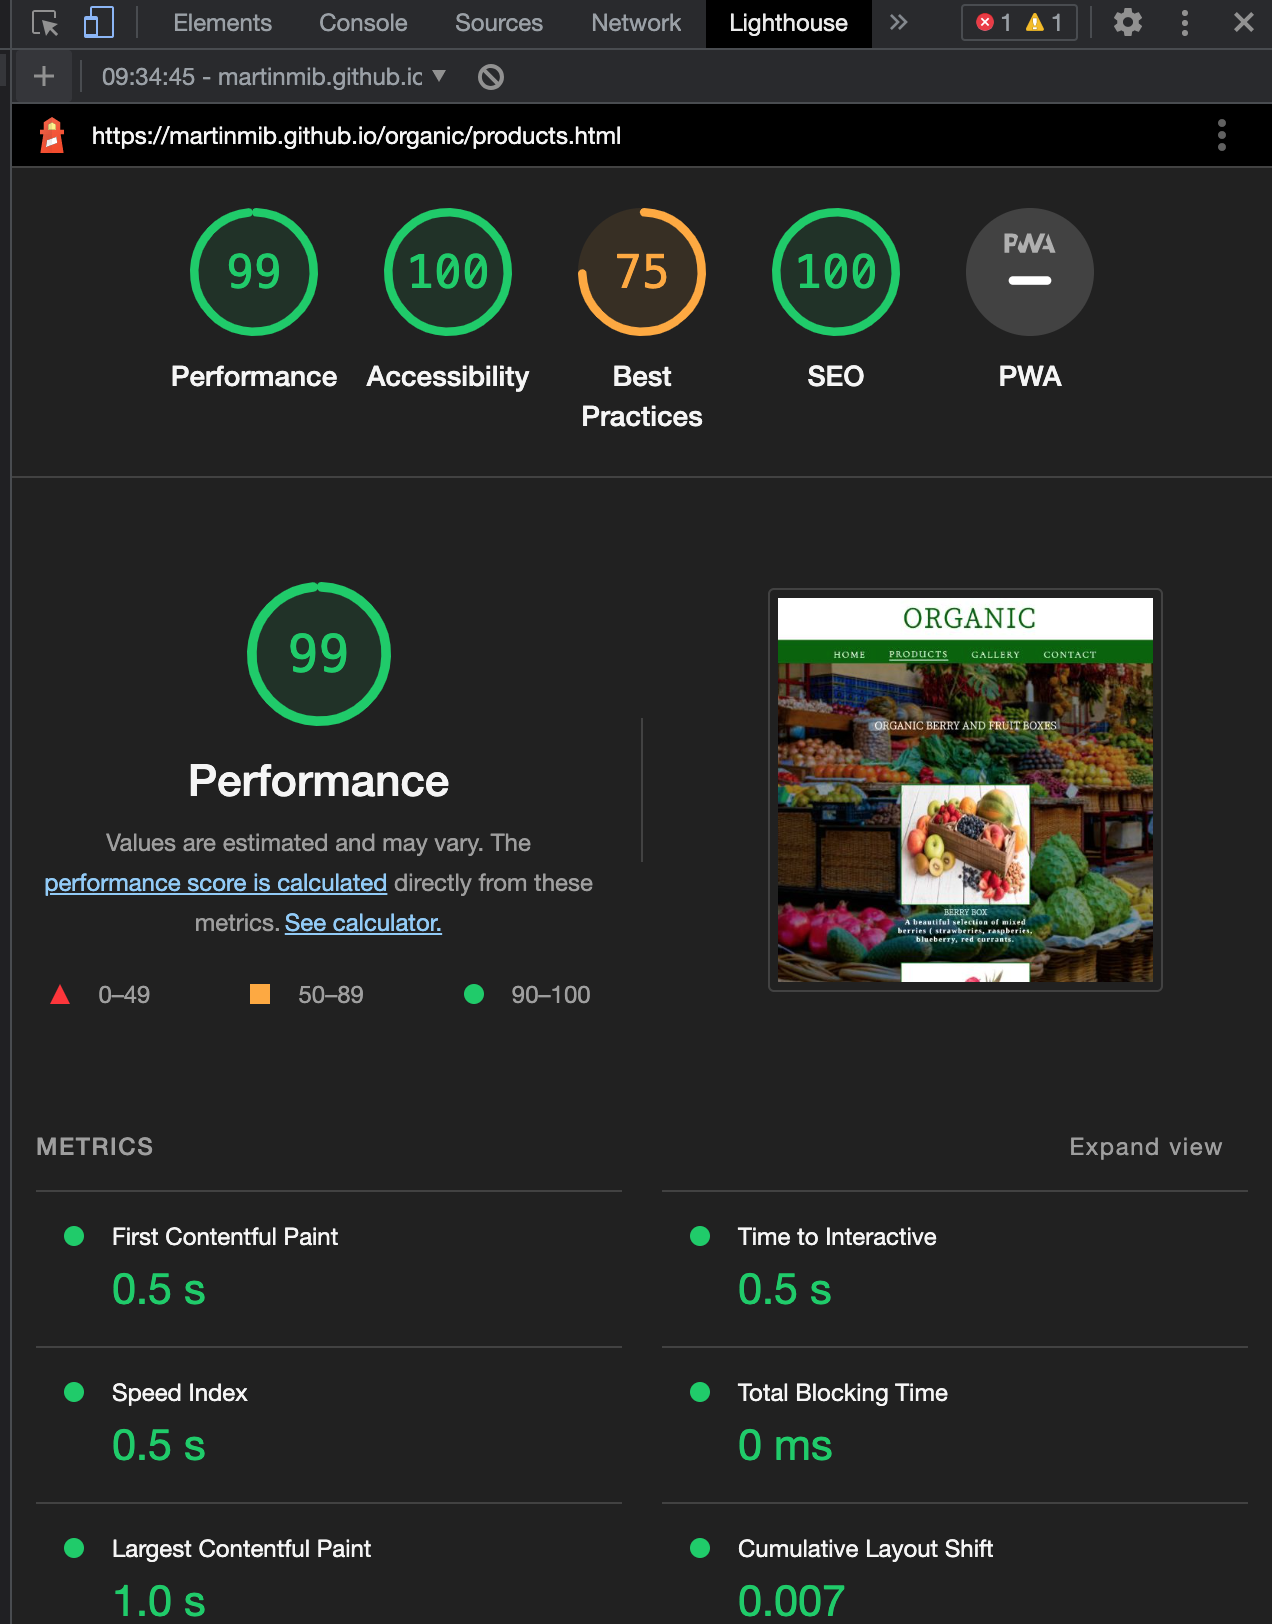 Elements Console Sources Network Lighthouse 1 1
09:34:45 - martinmib.github.io
https://martinmib.github.io/organic/products.html
99 100 75 100 PWA
Performance Accessibility Best Practices SEO PWA
99
Performance
Values are estimated and may vary. The
performance score is calculated directly from these
metrics. See calculator.
0–49 50–89 90–100
ORGANIC
HOME PRODUCTS GALLERY CONTACT
ORGANIC BERRY AND FRUIT BOXES
BERRY BOX
A beautiful selection of mixed
berries ( strawberries, raspberies,
blueberry, red currants.
METRICS Expand view
First Contentful Paint
0.5 s
Time to Interactive
0.5 s
Speed Index
0.5 s
Total Blocking Time
0 ms
Largest Contentful Paint
1.0 s
Cumulative Layout Shift
0.007